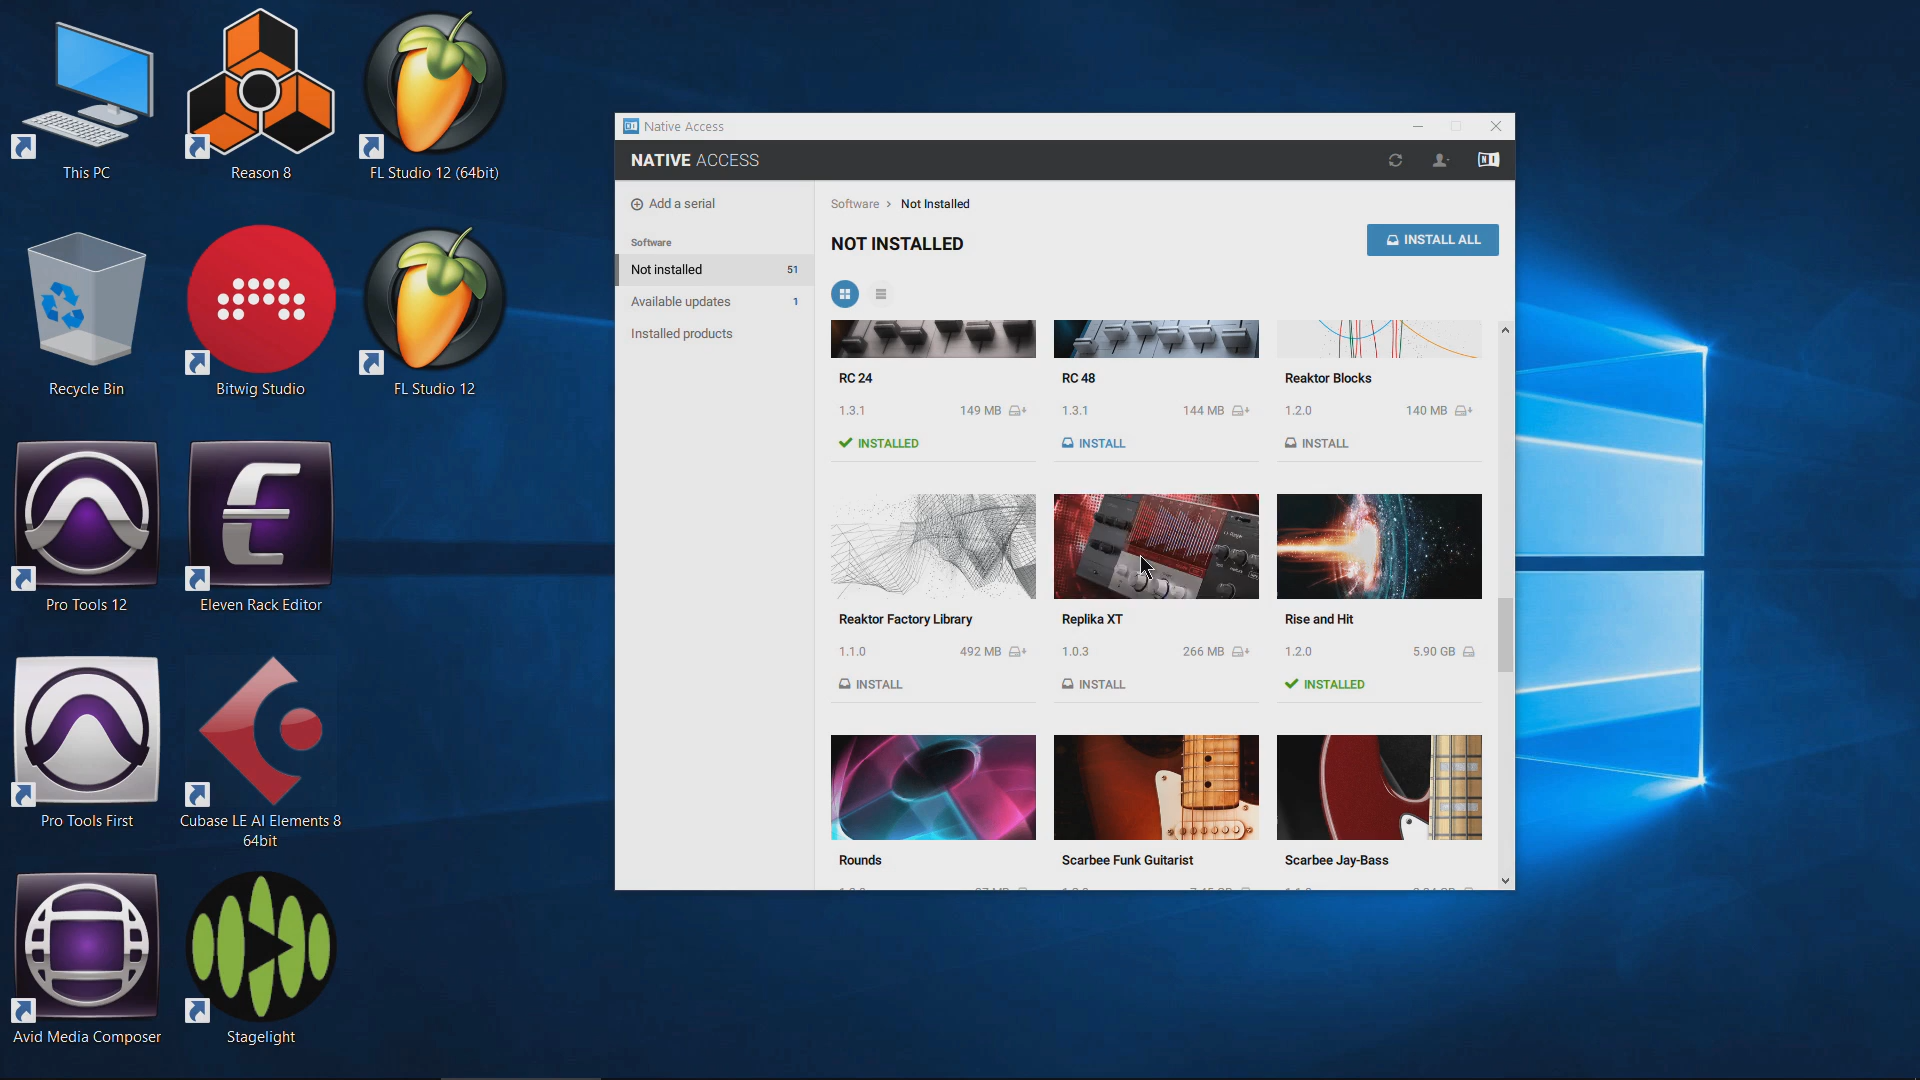 This PC
Reason 8
FL Studio 12 (64bit)
Recycle Bin
Bitwig Studio
FL Studio 12
Pro Tools 12
Eleven Rack Editor
Pro Tools First
Cubase LE AI Elements 8
64bit
Avid Media Composer
Stagelight
Native Access
NATIVE ACCESS
Add a serial
Software
Not installed 51
Available updates 1
Installed products
Software > Not Installed
NOT INSTALLED
INSTALL ALL
RC 24
1.3.1 149 MB
INSTALLED
RC 48
1.3.1 144 MB
INSTALL
Reaktor Blocks
1.2.0 140 MB
INSTALL
Reaktor Factory Library
1.1.0 492 MB
INSTALL
Replika XT
1.0.3 266 MB
INSTALL
Rise and Hit
1.2.0 5.90 GB
INSTALLED
Rounds
Scarbee Funk Guitarist
Scarbee Jay-Bass